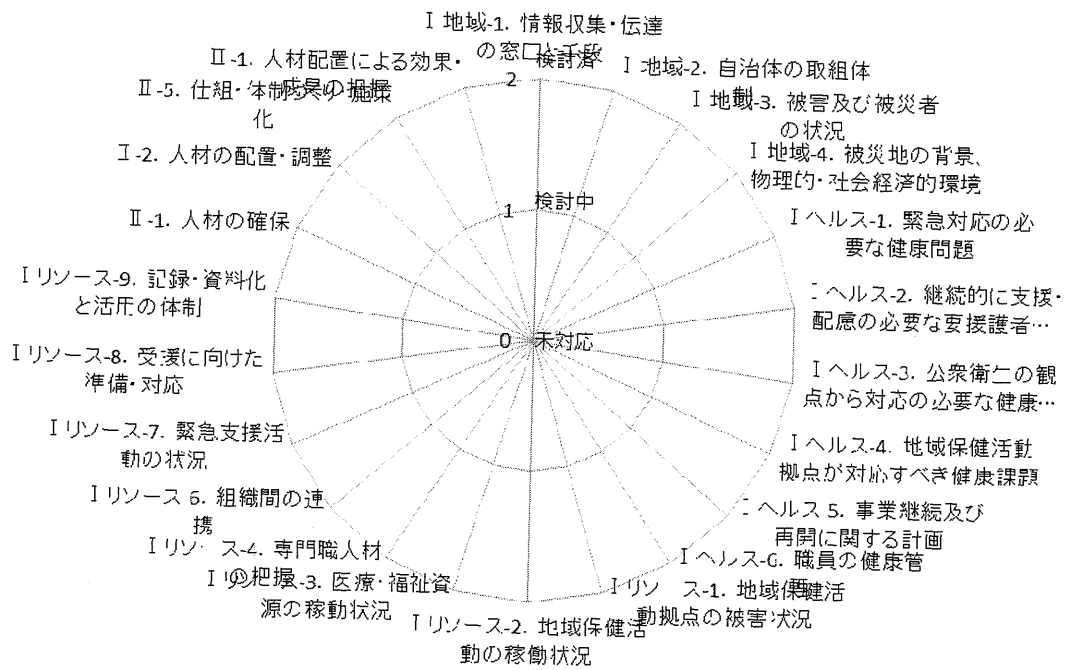 Ⅰ 地域-1. 情報収集・伝達
の窓口と手段
検討済
2
Ⅰ 地域-2. 自治体の取組体
制
Ⅰ 地域-3. 被害及び被災者
の状況
Ⅰ 地域-4. 被災地の背景、
物理的・社会経済的環境
検討中
1
Ⅰ ヘルス-1. 緊急対応の必
要な健康問題
ヘルス-2. 継続的に支援・
配慮の必要な要援護者…
0
未対応
Ⅰ ヘルス-3. 公衆衛生の観
点から対応の必要な健康…
Ⅰ ヘルス-4. 地域保健活動
拠点が対応すべき健康課題
ヘルス 5. 事業継続及び
再開に関する計画
Ⅰ ヘルス-6. 職員の健康管
Ⅰリソ ス-1. 地域保健活
動拠点の被害状況
Ⅰリソース-2. 地域保健活
動の稼働状況
ス-3. 医療・福祉資
源の稼動状況
Ⅰリソ ス-4. 専門職人材
の把握
Ⅰリソース 6. 組織間の連
携
Ⅰリソース-7. 緊急支援活
動の状況
Ⅰリソース-8. 受援に向けた
準備・対応
Ⅰリソース-9. 記録・資料化
と活用の体制
Ⅱ-1. 人材の確保
-2. 人材の配置・調整
Ⅱ-5. 仕組・体制づくり 施策
化
Ⅱ-1. 人材配置による効果・
成果の把握